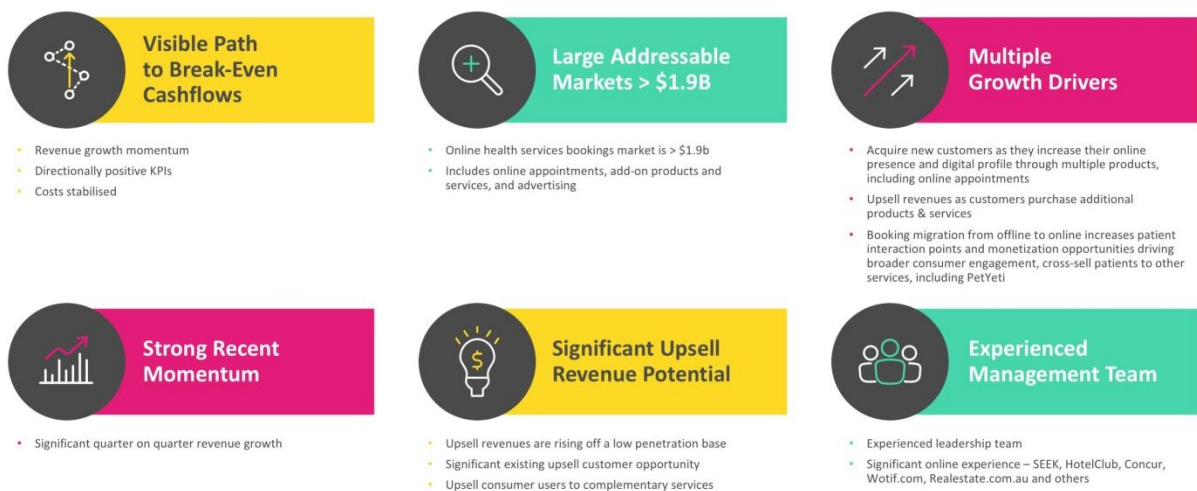 Visible Path
to Break-Even
Cashflows
• Revenue growth momentum
• Directionally positive KPIs
• Costs stabilised
Large Addressable
Markets > $1.9B
• Online health services bookings market is > $1.9b
• Includes online appointments, add-on products and
services, and advertising
Multiple
Growth Drivers
• Acquire new customers as they increase their online
presence and digital profile through multiple products,
including online appointments
• Upsell revenues as customers purchase additional
products & services
• Booking migration from offline to online increases patient
interaction points and monetization opportunities driving
broader consumer engagement, cross-sell patients to other
services, including PetYeti
Strong Recent
Momentum
• Significant quarter on quarter revenue growth
$
Significant Upsell
Revenue Potential
• Upsell revenues are rising off a low penetration base
• Significant existing upsell customer opportunity
• Upsell consumer users to complementary services
Experienced
Management Team
• Experienced leadership team
• Significant online experience – SEEK, HotelClub, Concur,
Wotif.com, Realestate.com.au and others